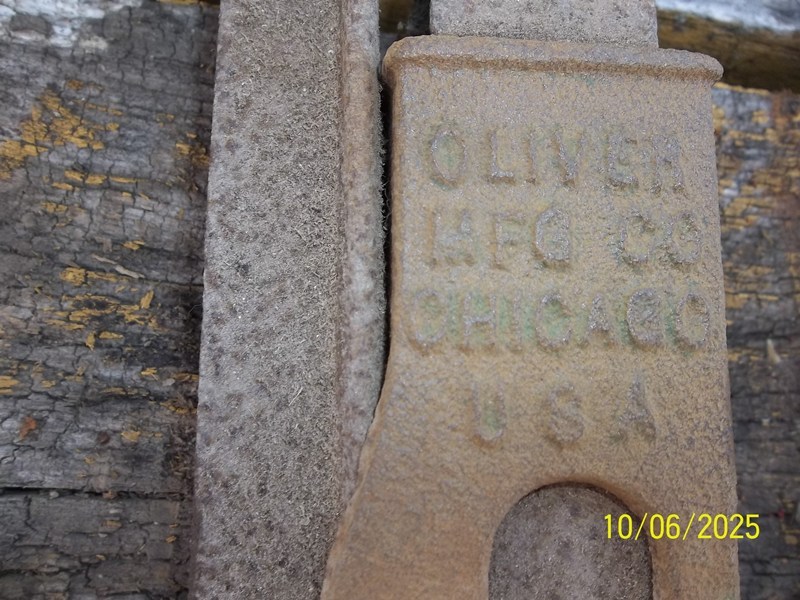 OLIVER
MFG CO
CHICAGO
USA
10/06/2025